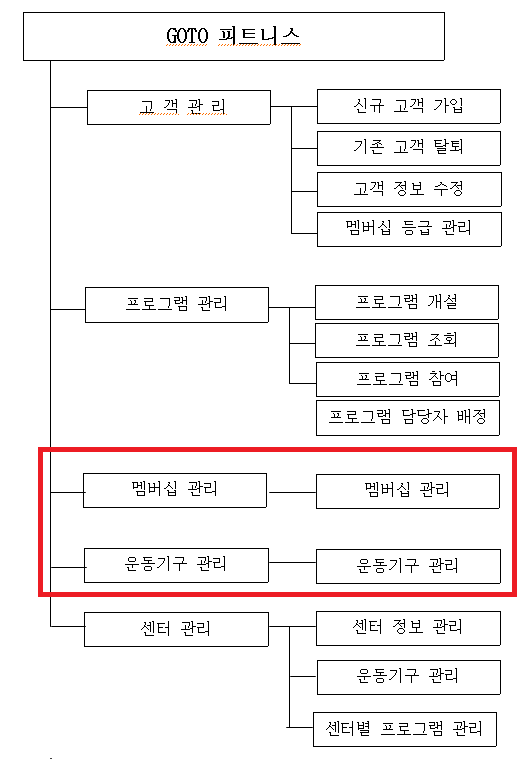 GOTO 피트니스
고 객 관 리
신규 고객 가입
기존 고객 탈퇴
고객 정보 수정
멤버십 등급 관리
프로그램 관리
프로그램 개설
프로그램 조회
프로그램 참여
프로그램 담당자 배정
멤버십 관리
멤버십 관리
운동기구 관리
운동기구 관리
센터 관리
센터 정보 관리
운동기구 관리
센터별 프로그램 관리